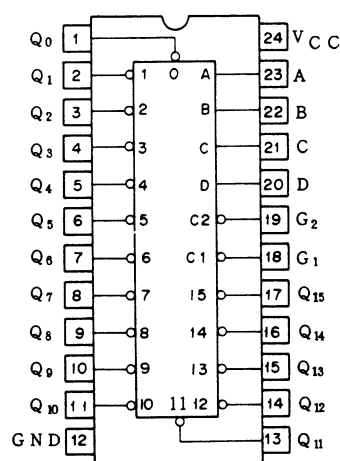 Q0 1 24 VCC
Q1 2 1 0 A 23 A
Q2 3 2 B 22 B
Q3 4 3 C 21 C
Q4 5 4 D 20 D
Q5 6 5 C2 19 G2
Q6 7 6 C1 18 G1
Q7 8 7 15 17 Q15
Q8 9 8 14 16 Q14
Q9 10 9 13 15 Q13
Q10 11 10 11 12 14 Q12
GND 12 13 Q11